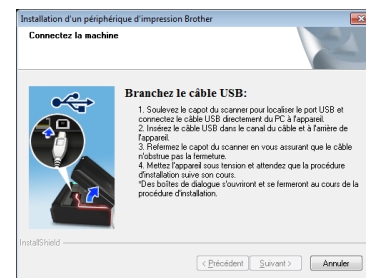 Installation d'un périphérique d'impression Brother
Connectez la machine
Branchez le câble USB:
1. Soulevez le capot du scanner pour localiser le port USB et
connectez le câble USB directement du PC à l'appareil.
2. Insérez le câble USB dans le canal du câble et à l'arrière de
l'appareil.
3. Refermez le capot du scanner en vous assurant que le câble
n'obstrue pas la fermeture.
4. Mettez l'appareil sous tension et attendez que la procédure
d'installation suive son cours.
*Des boîtes de dialogue s'ouvriront et se fermeront au cours de la
procédure d'installation.
InstallShield
< Précédent
Suivant >
Annuler